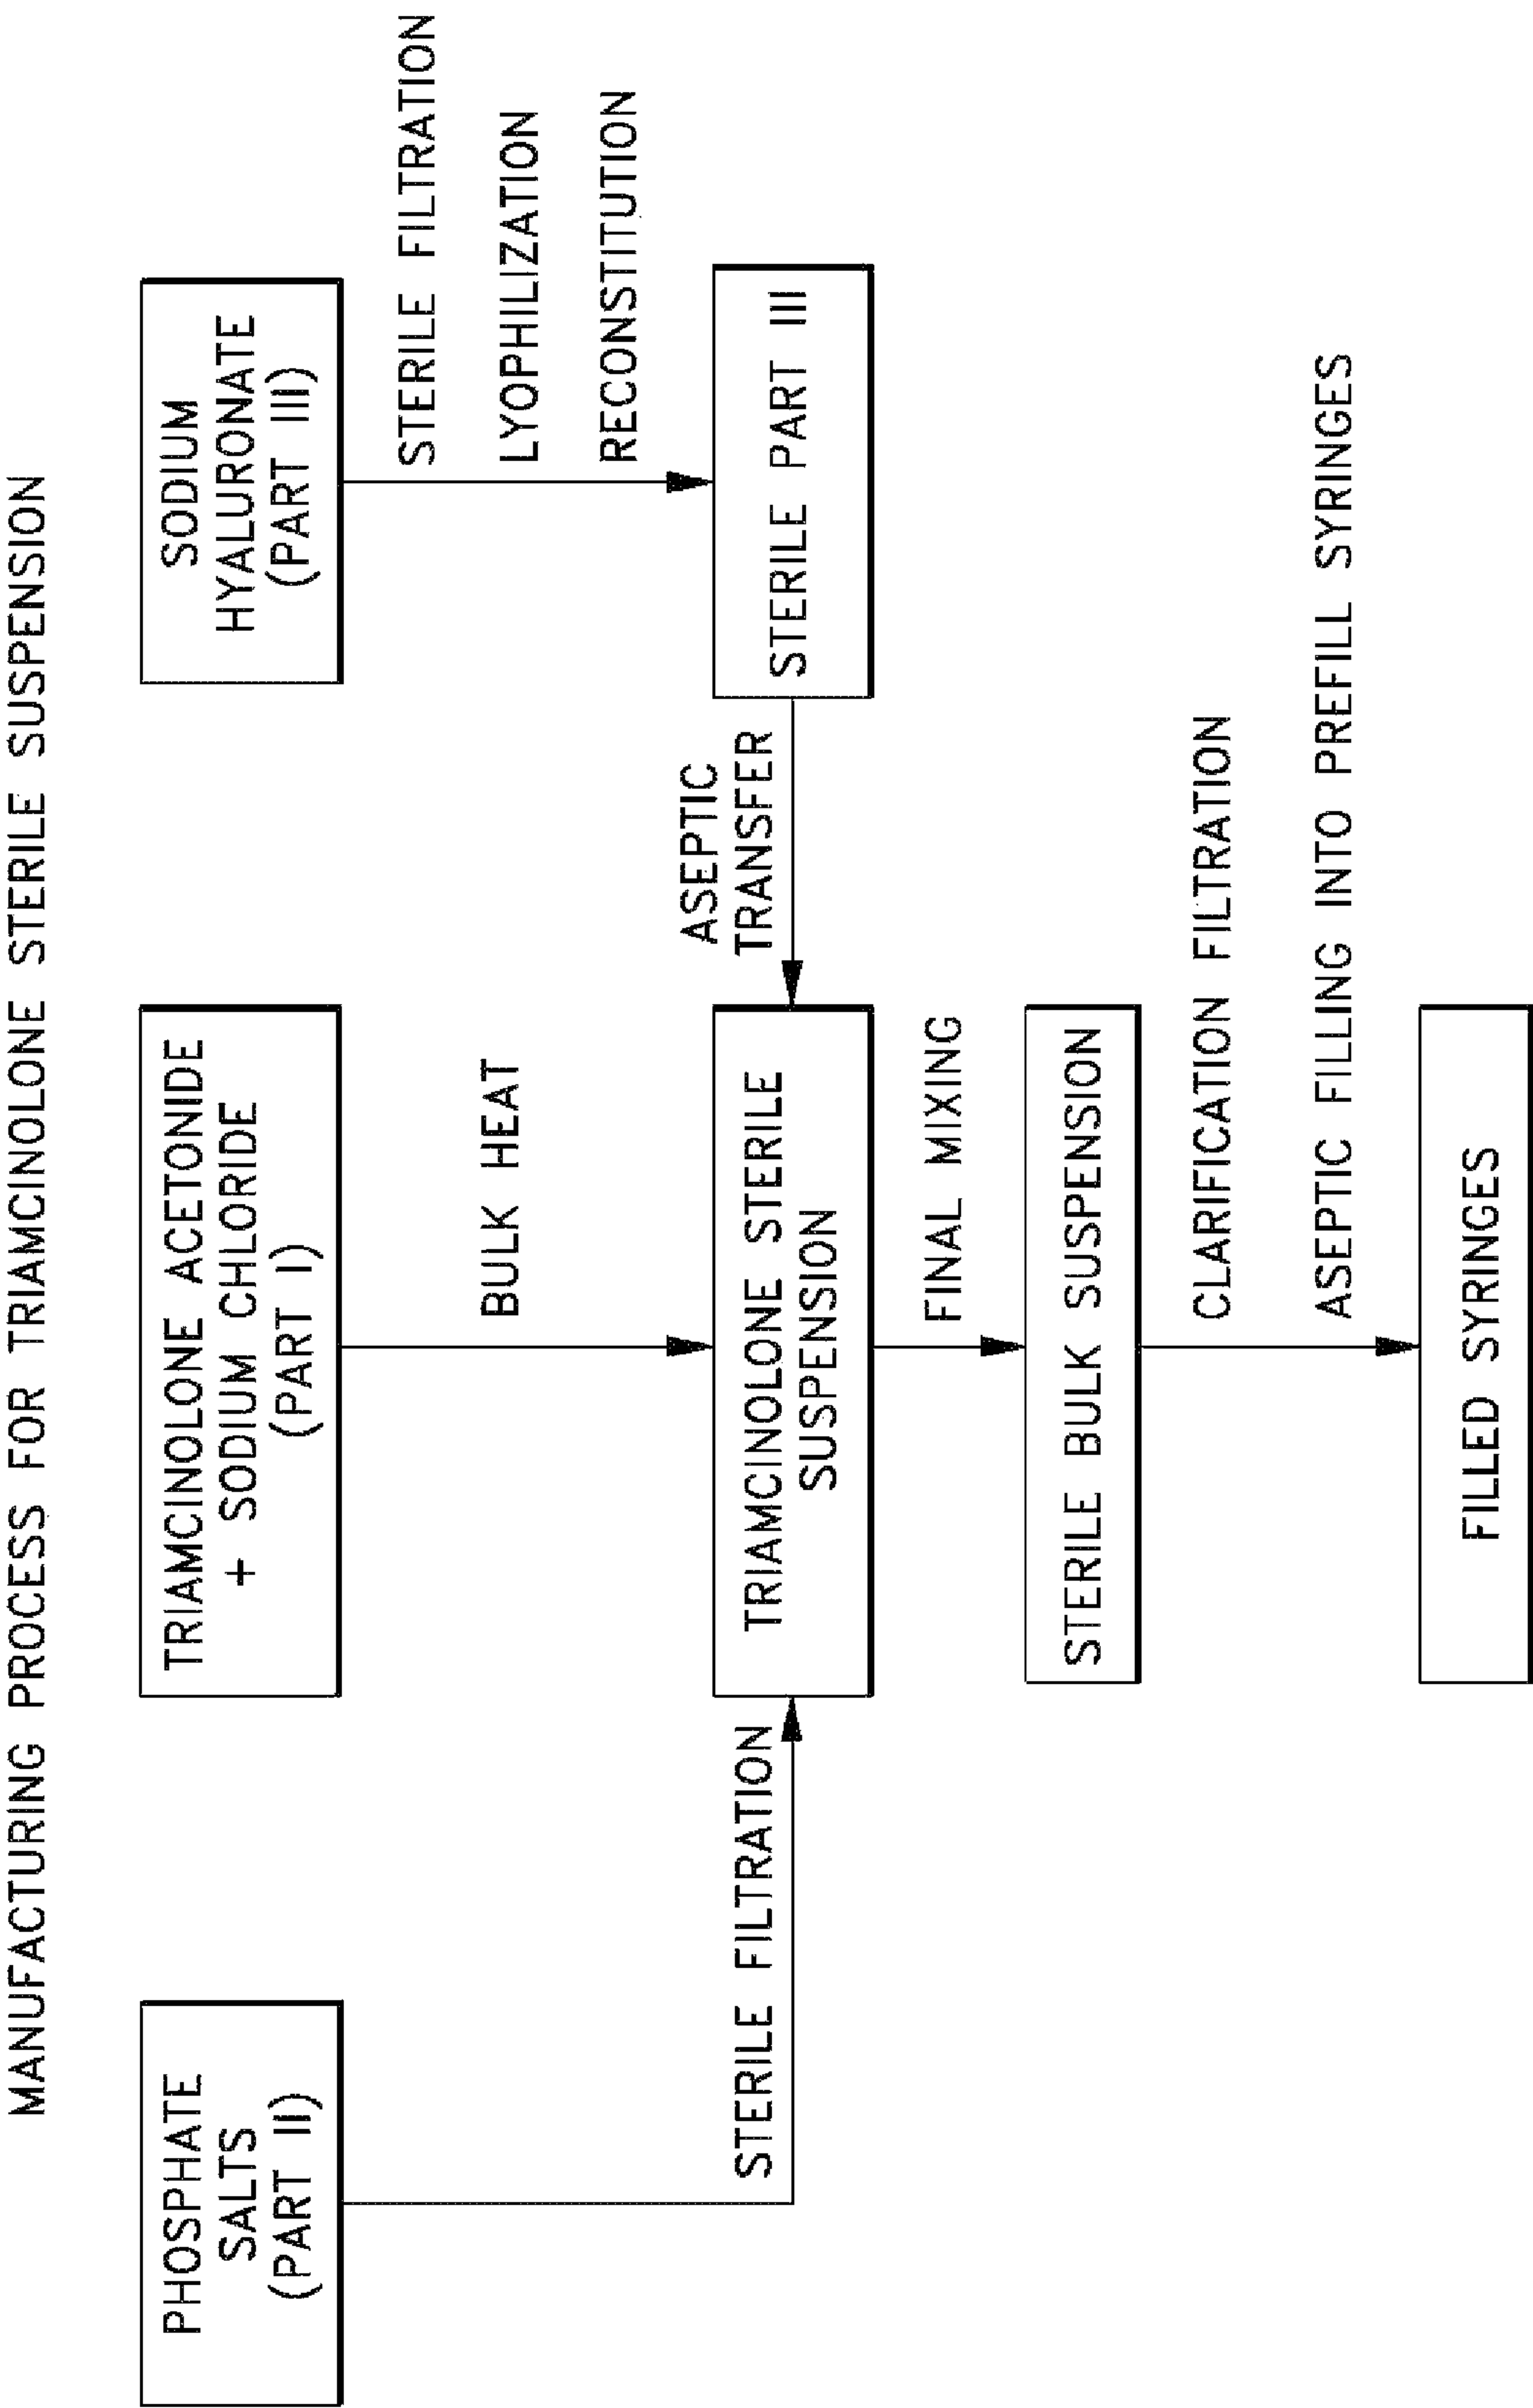 MANUFACTURING PROCESS FOR TRIAMCINOLONE STERILE SUSPENSION
PHOSPHATE
SALTS
(PART II)
TRIAMCINOLONE ACETONIDE
+ SODIUM CHLORIDE
(PART I)
SODIUM
HYALURONATE
(PART III)
STERILE FILTRATION
LYOPHILIZATION
RECONSTITUTION
BULK HEAT
STERILE FILTRATION
TRIAMCINOLONE STERILE
SUSPENSION
ASEPTIC
TRANSFER
STERILE PART III
FINAL MIXING
STERILE BULK SUSPENSION
CLARIFICATION FILTRATION
ASEPTIC FILLING INTO PREFILL SYRINGES
FILLED SYRINGES